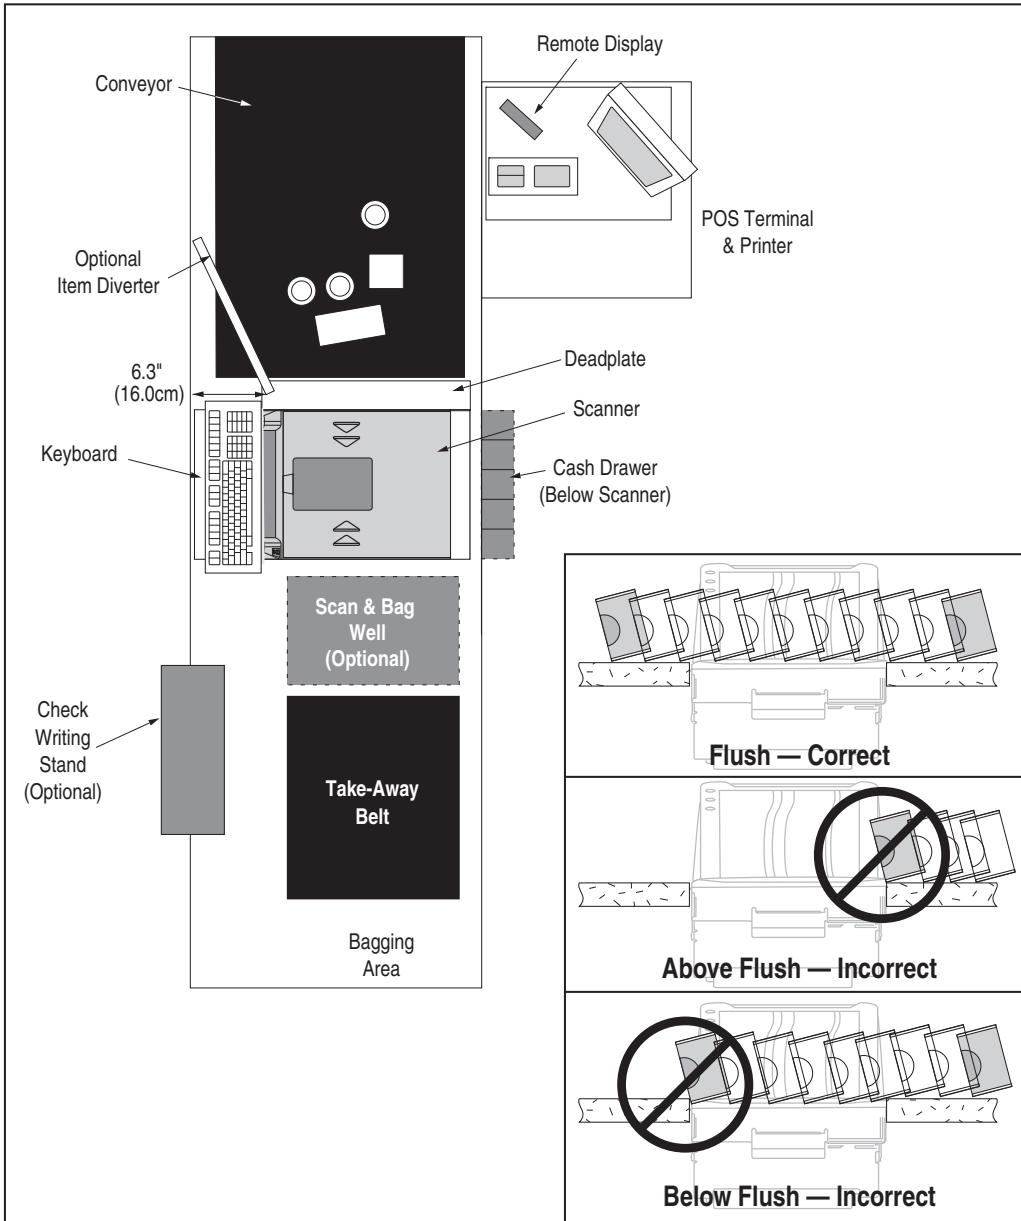 Remote Display
Conveyor
POS Terminal
& Printer
Optional
Item Diverter
6.3"
(16.0cm)
Deadplate
Scanner
Keyboard
Cash Drawer
(Below Scanner)
Scan & Bag
Well
(Optional)
Check
Writing
Stand
(Optional)
Take-Away
Belt
Bagging
Area
Flush — Correct
Above Flush — Incorrect
Below Flush — Incorrect